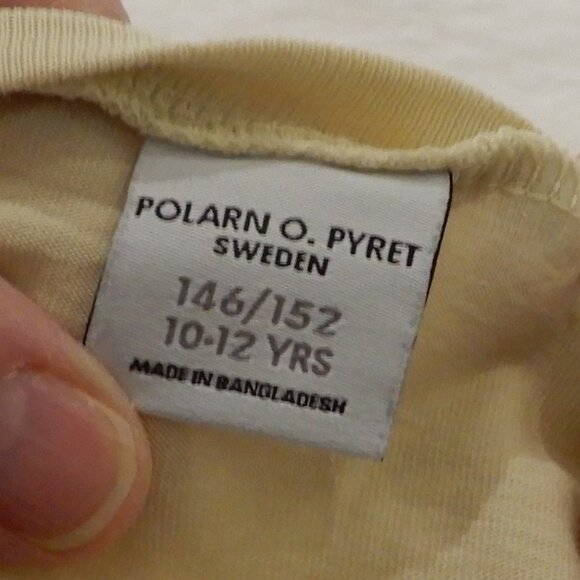 POLARN O. PYRET
SWEDEN
146/152
10-12 YRS
MADE IN BANGLADESH